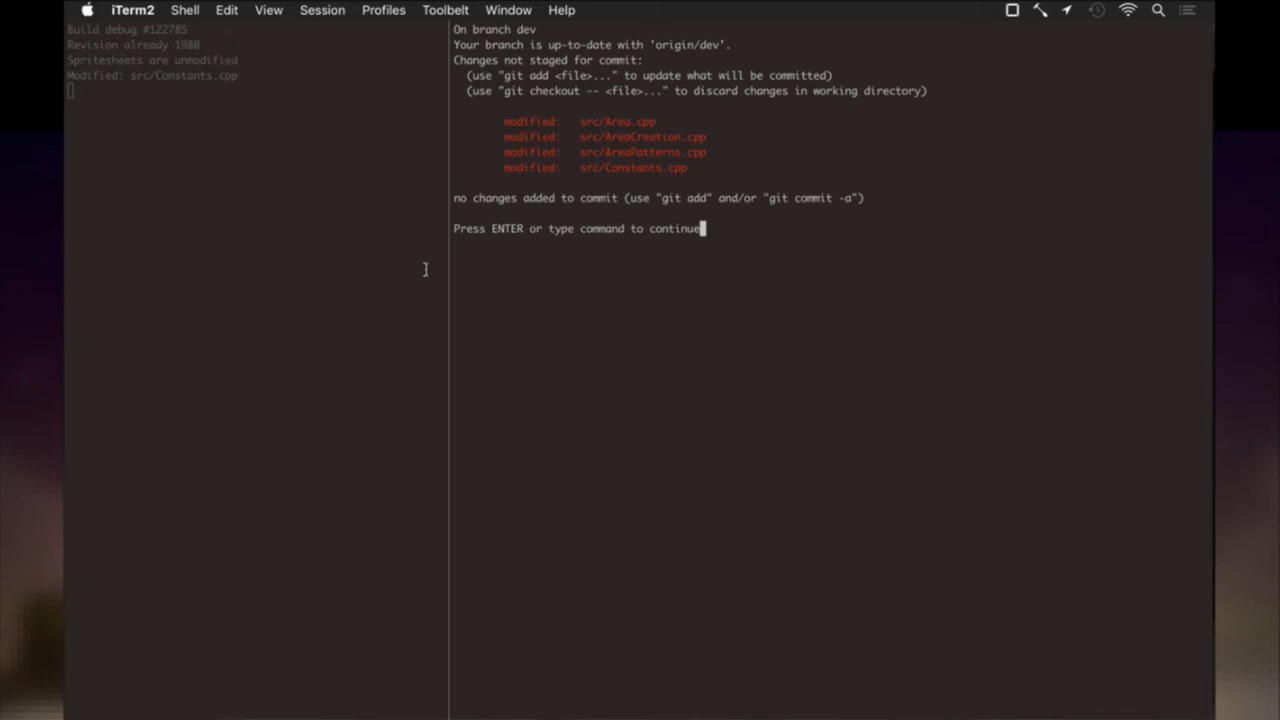 iTerm2 Shell Edit View Session Profiles Toolbelt Window Help
Build debug #122785
Revision already 1980
Spritesheets are unmodified
Modified: src/Constants.cpp
On branch dev
Your branch is up-to-date with 'origin/dev'.
Changes not staged for commit:
(use "git add <file>..." to update what will be committed)
(use "git checkout -- <file>..." to discard changes in working directory)
modified: src/Area.cpp
modified: src/AreaCreation.cpp
modified: src/AreaPatterns.cpp
modified: src/Constants.cpp
no changes added to commit (use "git add" and/or "git commit -a")
Press ENTER or type command to continue